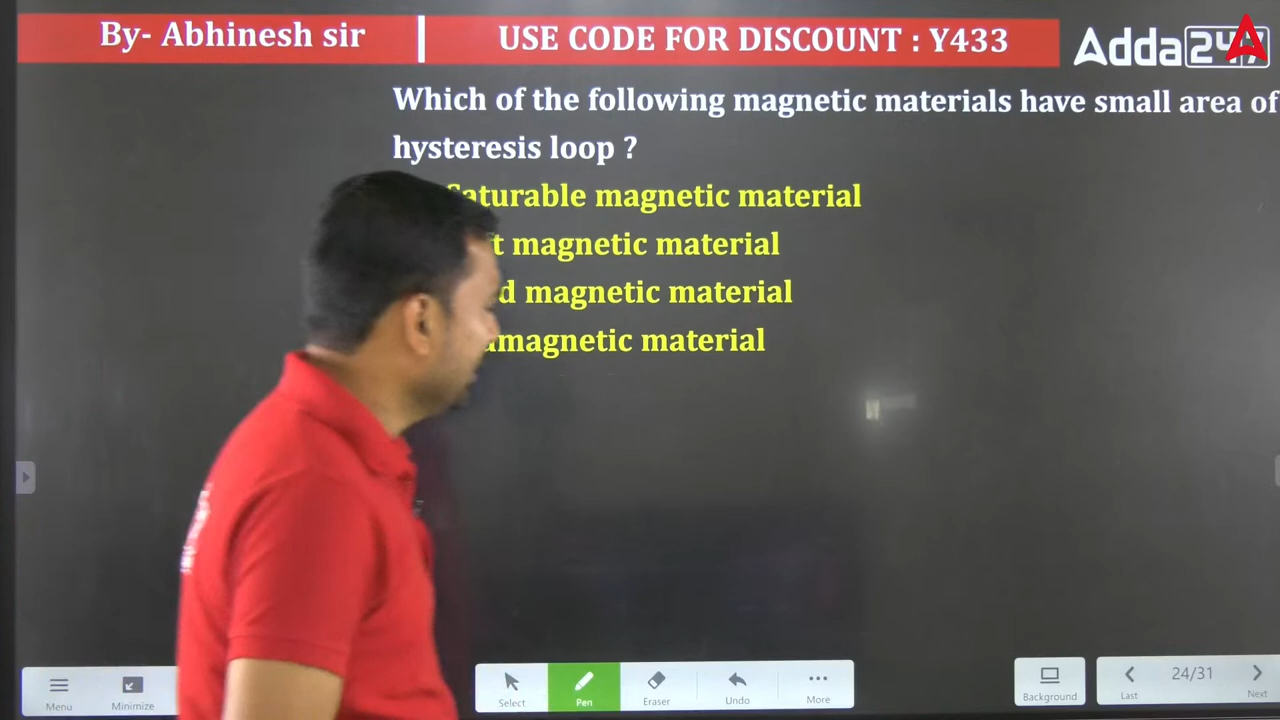 By- Abhinesh sir
USE CODE FOR DISCOUNT : Y433
Adda247
Which of the following magnetic materials have small area of
hysteresis loop ?
Saturable magnetic material
magnetic material
magnetic material
material
Menu
Minimize
Select
Pen
Eraser
Undo
More
Background
Last
24/31
Next